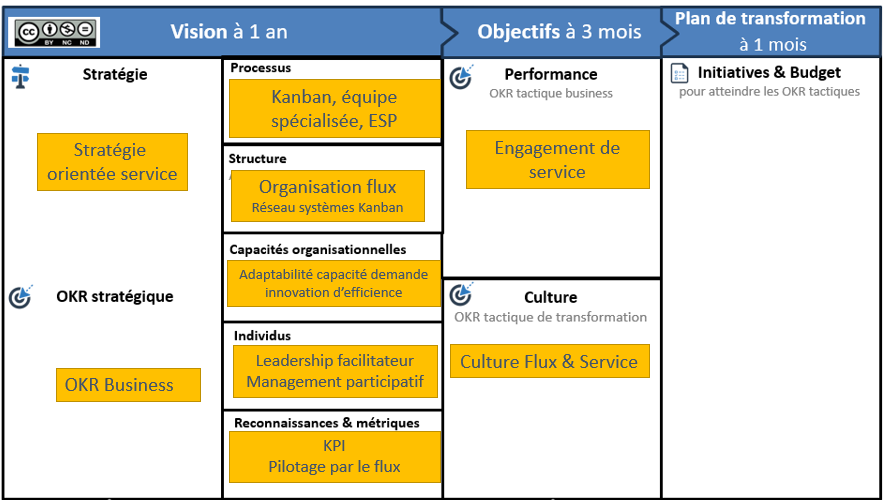 BY NC ND
Vision à 1 an
Objectifs à 3 mois
Plan de transformation
à 1 mois
Stratégie
Stratégie
orientée service
OKR stratégique
OKR Business
Processus
Kanban, équipe
spécialisée, ESP
Structure
Organisation flux
Réseau systèmes Kanban
Capacités organisationnelles
Adaptabilité capacité demande
innovation d’efficience
Individus
Leadership facilitateur
Management participatif
Reconnaissances & métriques
KPI
Pilotage par le flux
Performance
OKR tactique business
Engagement de
service
Culture
OKR tactique de transformation
Culture Flux & Service
Initiatives & Budget
pour atteindre les OKR tactiques